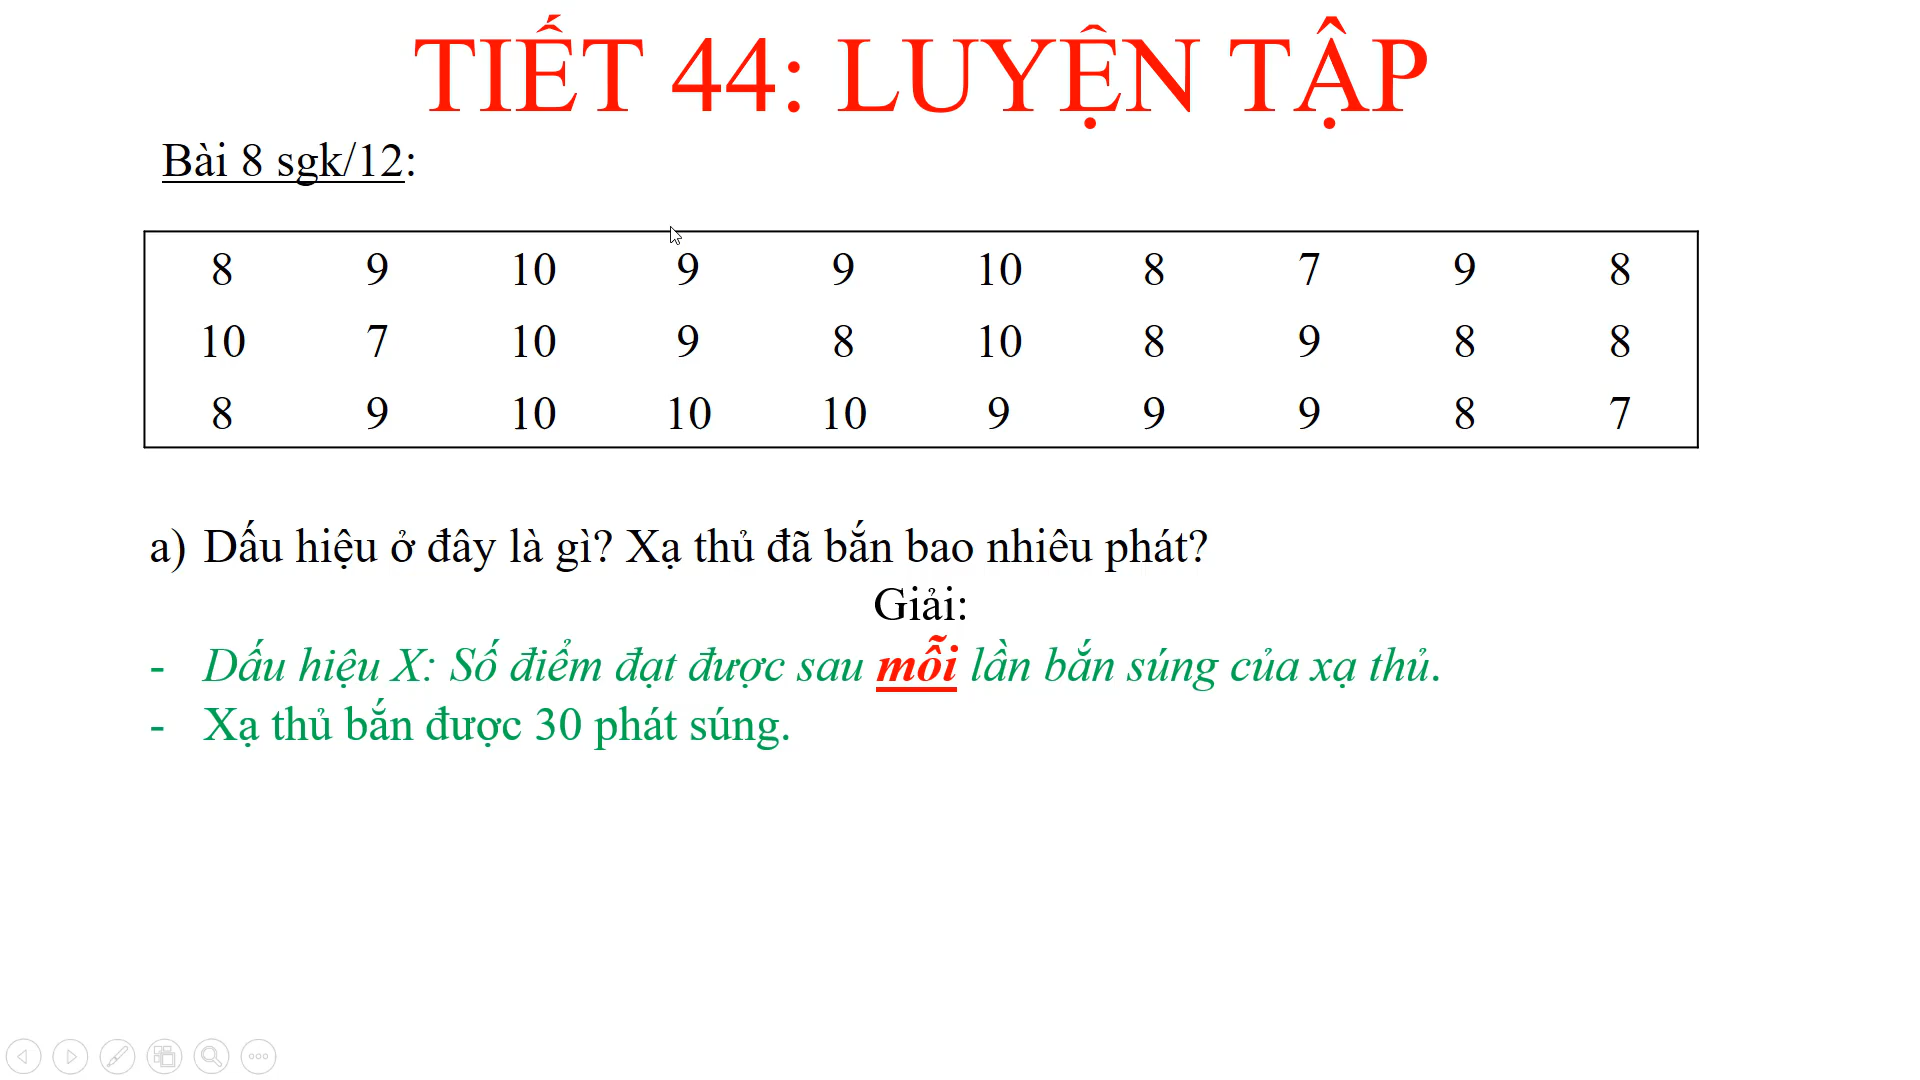 TIẾT 44: LUYỆN TẬP
Bài 8 sgk/12:
8 9 10 9 9 10 8 7 9 8
10 7 10 9 8 10 8 9 8 8
8 9 10 10 10 9 9 9 8 7
a) Dấu hiệu ở đây là gì? Xạ thủ đã bắn bao nhiêu phát?
Giải:
- Dấu hiệu X: Số điểm đạt được sau mỗi lần bắn súng của xạ thủ.
- Xạ thủ bắn được 30 phát súng.